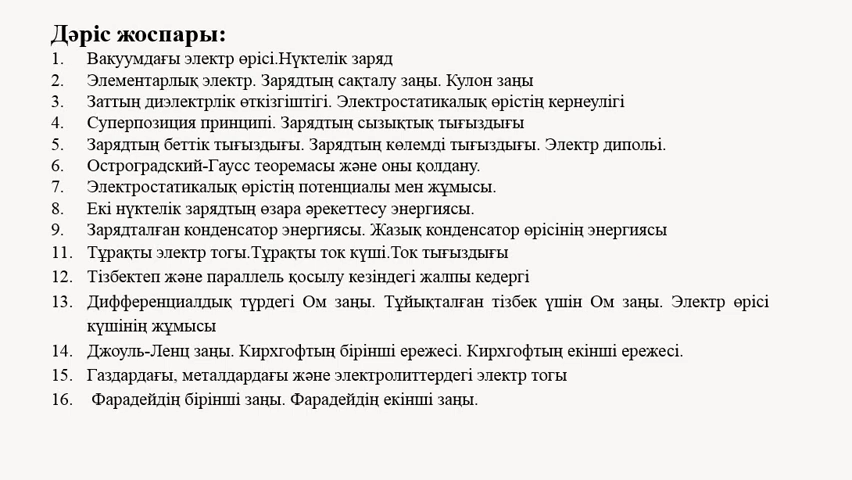 Дәріс жоспары:
1. Вакуумдағы электр өрісі.Нүктелік заряд
2. Элементарлық электр. Зарядтың сақталу заңы. Кулон заңы
3. Заттың диэлектрлік өткізгіштігі. Электростатикалық өрістің кернеулігі
4. Суперпозиция принципі. Зарядтың сызықтық тығыздығы
5. Зарядтың беттік тығыздығы. Зарядтың көлемді тығыздығы. Электр диполы́і.
6. Остроградский-Гаусс теоремасы және оны қолдану.
7. Электростатикалық өрістің потенциалы мен жұмысы.
8. Екі нүктелік зарядтың өзара әрекеттесу энергиясы.
9. Зарядталған конденсатор энергиясы. Жазық конденсатор өрісінің энергиясы
11. Тұрақты электр тогы.Тұрақты ток күші.Ток тығыздығы
12. Тізбектеп және параллель қосылу кезіндегі жалпы кедергі
13. Дифференциалдық түрдегі Ом заңы. Тұйықталған тізбек үшін Ом заңы. Электр өрісі
күшінің жұмысы
14. Джоуль-Ленц заңы. Кирхгофтың бірінші ережесі. Кирхгофтың екінші ережесі.
15. Газдардағы, металдардағы және электролиттердегі электр тогы
16. Фарадейдің бірінші заңы. Фарадейдің екінші заңы.